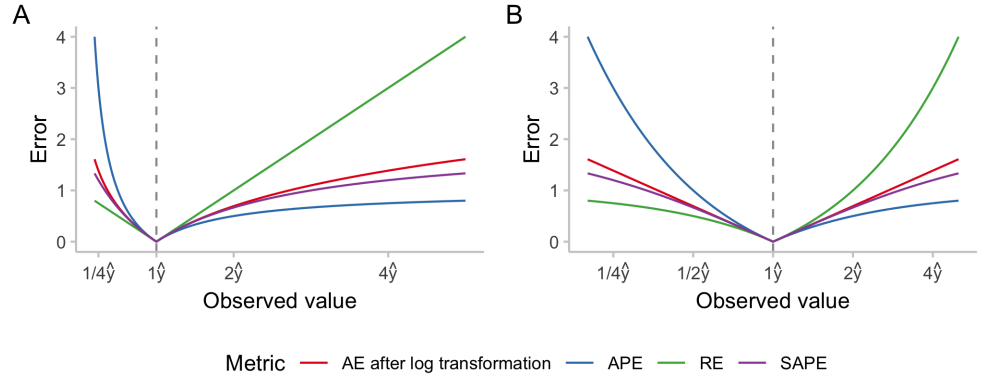 A
B
Error
4
3
2
1
0
1/4ŷ
1ŷ
2ŷ
4ŷ
Observed value
Error
4
3
2
1
0
1/4ŷ
1/2ŷ
1ŷ
2ŷ
4ŷ
Observed value
Metric AE after log transformation APE RE SAPE